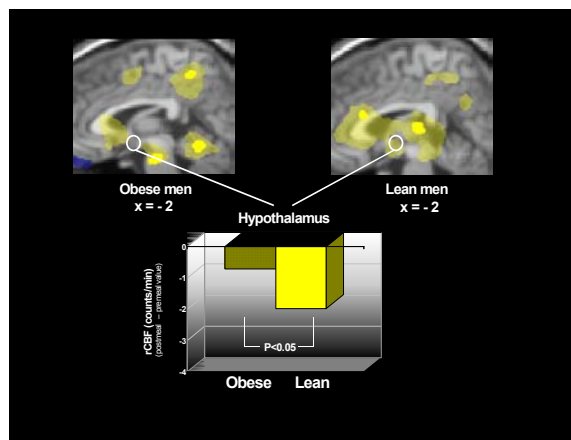 Obese men
x = - 2
Lean men
x = - 2
Hypothalamus
rCBF (counts/min)
(postmeal – premeal value)
0
-1
-2
-3
-4
P<0.05
Obese Lean